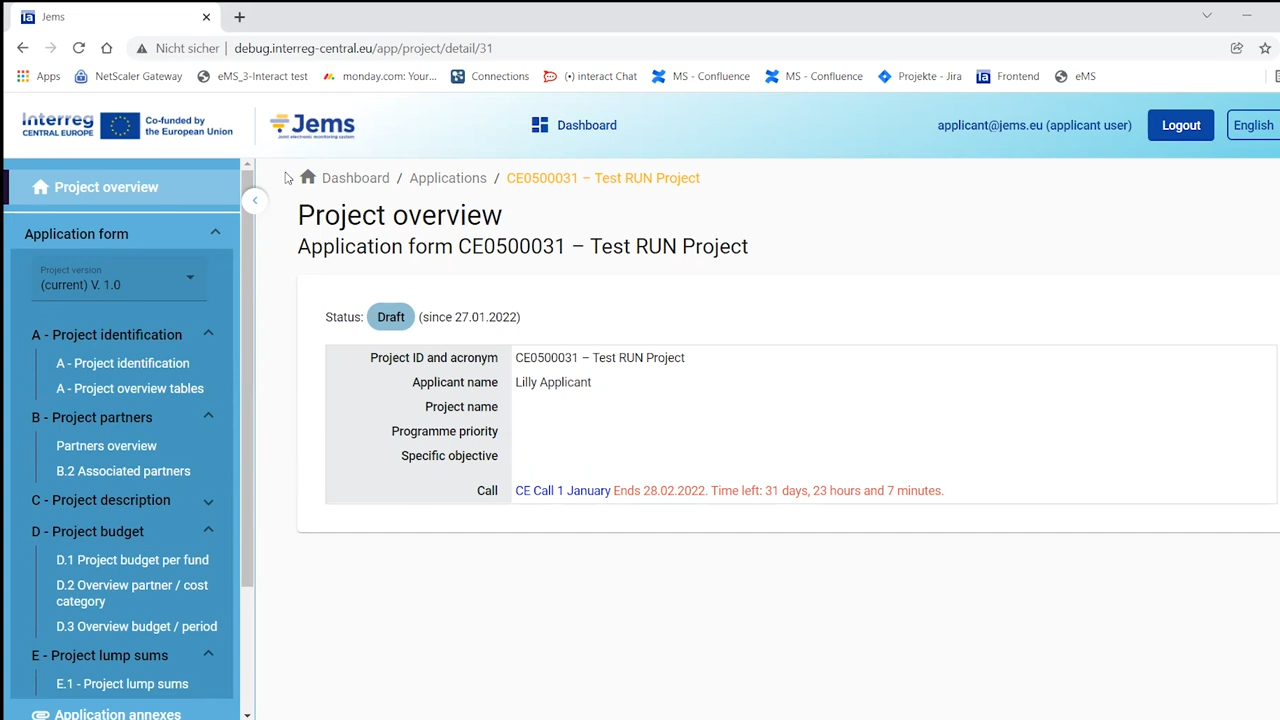 Jems
Nicht sicher debug.interreg-central.eu/app/project/detail/31
Apps NetScaler Gateway eMS_3-Interact test monday.com: Your... Connections (•) interact Chat MS - Confluence MS - Confluence Projekte - Jira Frontend eMS
Interreg
CENTRAL EUROPE
Co-funded by
the European Union
Jems
Joint electronic monitoring system
Dashboard
applicant@jems.eu (applicant user)
Logout
English
Project overview
Application form
Project version
(current) V. 1.0
A - Project identification
A - Project identification
A - Project overview tables
B - Project partners
Partners overview
B.2 Associated partners
C - Project description
D - Project budget
D.1 Project budget per fund
D.2 Overview partner / cost
category
D.3 Overview budget / period
E - Project lump sums
E.1 - Project lump sums
Application annexes
Dashboard / Applications / CE0500031 – Test RUN Project
Project overview
Application form CE0500031 – Test RUN Project
Status: Draft (since 27.01.2022)
Project ID and acronym CE0500031 – Test RUN Project
Applicant name Lilly Applicant
Project name
Programme priority
Specific objective
Call CE Call 1 January Ends 28.02.2022. Time left: 31 days, 23 hours and 7 minutes.